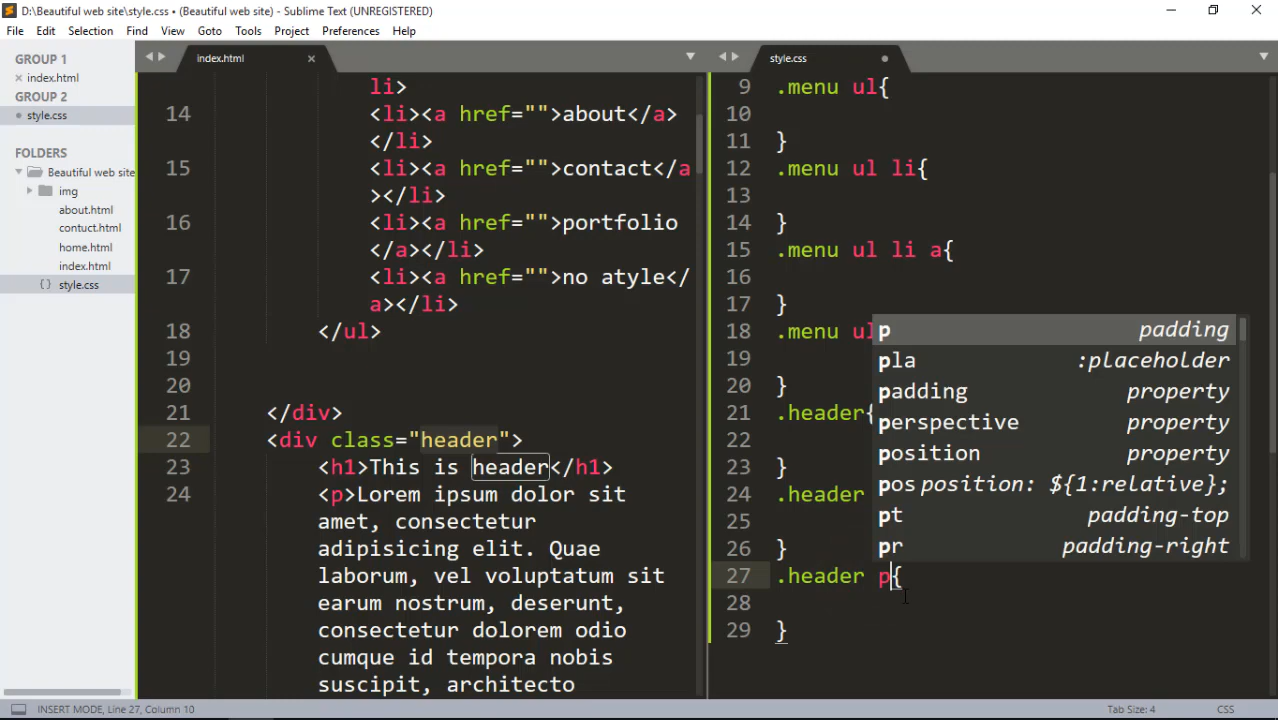 D:\Beautiful web site\style.css • (Beautiful web site) - Sublime Text (UNREGISTERED)
File Edit Selection Find View Goto Tools Project Preferences Help
GROUP 1
index.html
GROUP 2
style.css
FOLDERS
Beautiful web site
img
about.html
contuct.html
home.html
index.html
{} style.css
index.html
li>
14 <li><a href="">about</a>
</li>
15 <li><a href="">contact</a
></li>
16 <li><a href="">portfolio
</a></li>
17 <li><a href="">no atyle</
a></li>
18 </ul>
19
20
21 </div>
22 <div class="header">
23 <h1>This is header</h1>
24 <p>Lorem ipsum dolor sit
amet, consectetur
adipisicing elit. Quae
laborum, vel voluptatum sit
earum nostrum, deserunt,
consectetur dolorem odio
cumque id tempora nobis
suscipit, architecto
style.css
9 .menu ul{
10
11 }
12 .menu ul li{
13
14 }
15 .menu ul li a{
16
17 }
18 .menu ul
19
20 }
21 .header{
22
23 }
24 .header
25
26 }
27 .header p{
28
29 }
p padding
pla :placeholder
padding property
perspective property
position property
pos position: ${1:relative};
pt padding-top
pr padding-right
INSERT MODE, Line 27, Column 10
Tab Size: 4
CSS